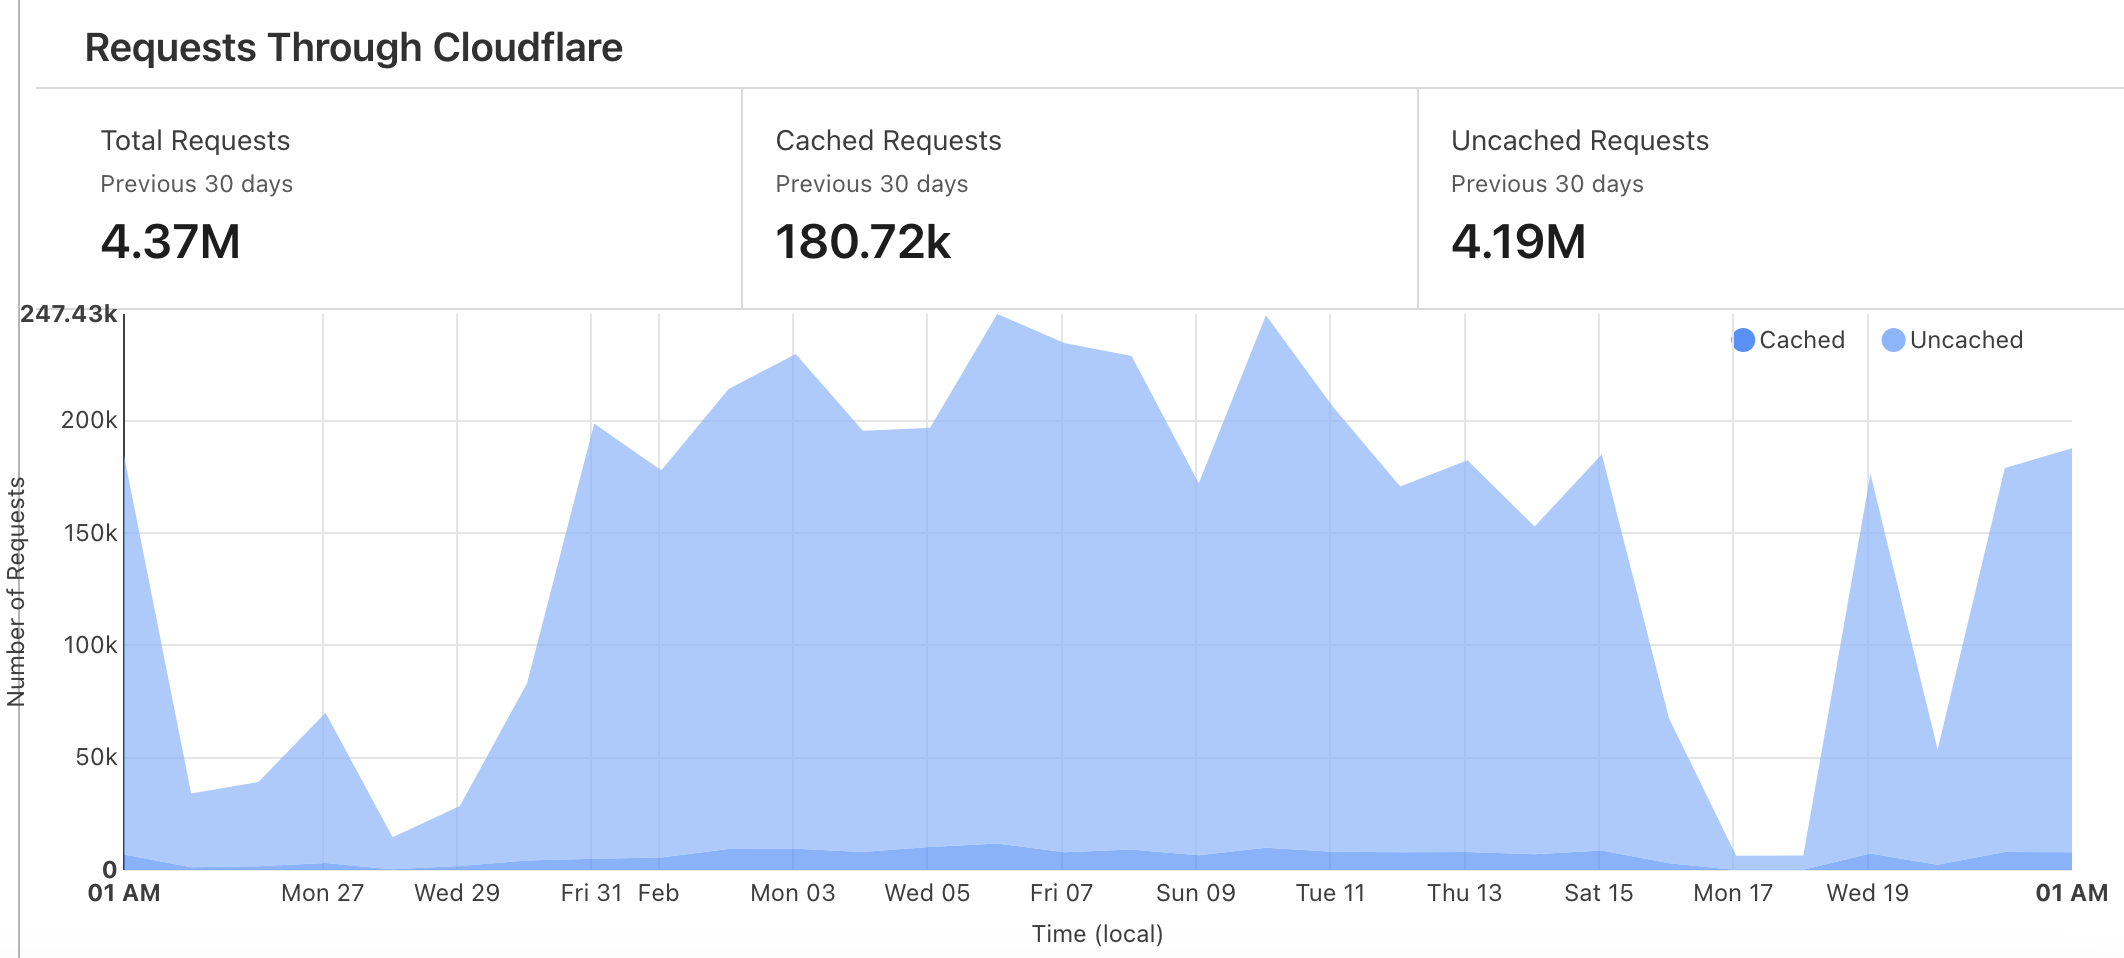 Requests Through Cloudflare
Total Requests
Previous 30 days
4.37M
Cached Requests
Previous 30 days
180.72k
Uncached Requests
Previous 30 days
4.19M
247.43k
200k
150k
100k
50k
0
Number of Requests
Cached
Uncached
01 AM
Mon 27
Wed 29
Fri 31
Feb
Mon 03
Wed 05
Fri 07
Sun 09
Tue 11
Thu 13
Sat 15
Mon 17
Wed 19
01 AM
Time (local)